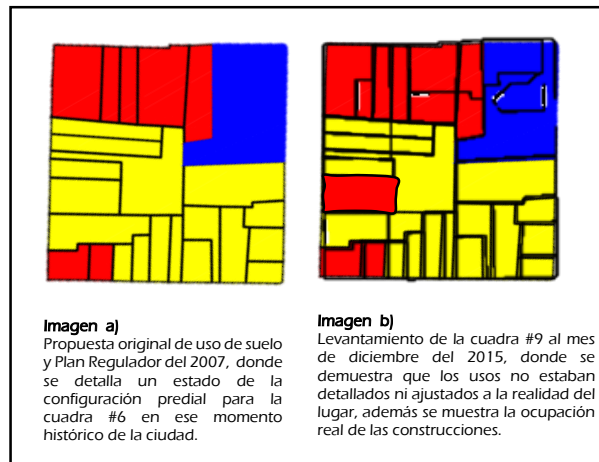 Imagen a)
Propuesta original de uso de suelo
y Plan Regulador del 2007, donde
se detalla un estado de la
configuración predial para la
cuadra #6 en ese momento
histórico de la ciudad.
Imagen b)
Levantamiento de la cuadra #9 al mes
de diciembre del 2015, donde se
demuestra que los usos no estaban
detallados ni ajustados a la realidad del
lugar, además se muestra la ocupación
real de las construcciones.